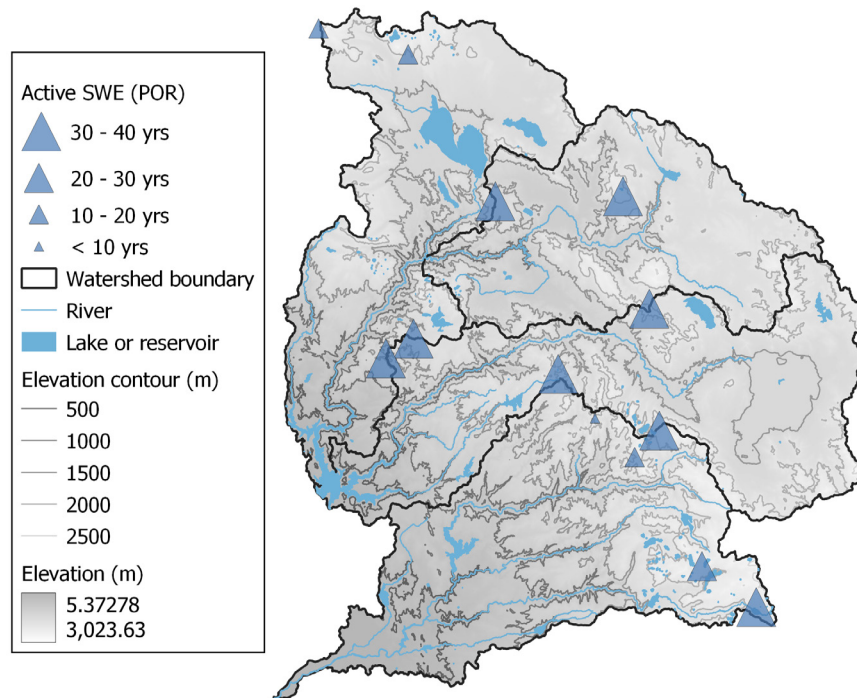 Active SWE (POR)
30 - 40 yrs
20 - 30 yrs
10 - 20 yrs
< 10 yrs
Watershed boundary
River
Lake or reservoir
Elevation contour (m)
500
1000
1500
2000
2500
Elevation (m)
5.37278
3,023.63